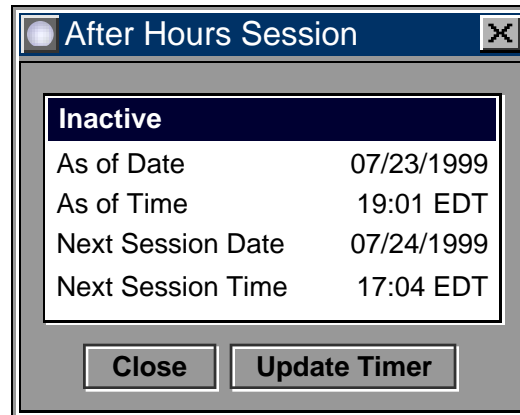 After Hours Session
Inactive
As of Date 07/23/1999
As of Time 19:01 EDT
Next Session Date 07/24/1999
Next Session Time 17:04 EDT
Close Update Timer